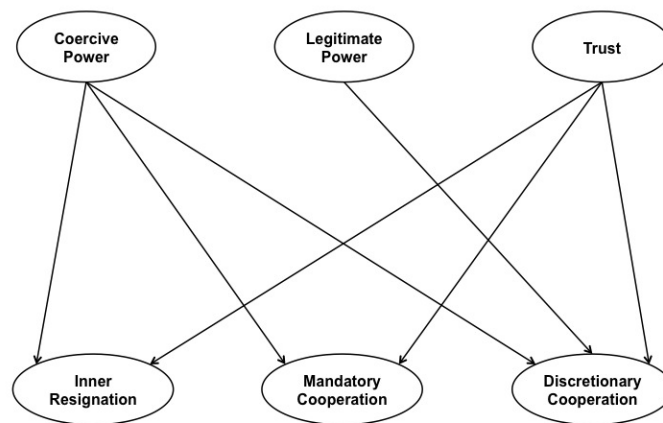 Coercive
Power
Legitimate
Power
Trust
Inner
Resignation
Mandatory
Cooperation
Discretionary
Cooperation